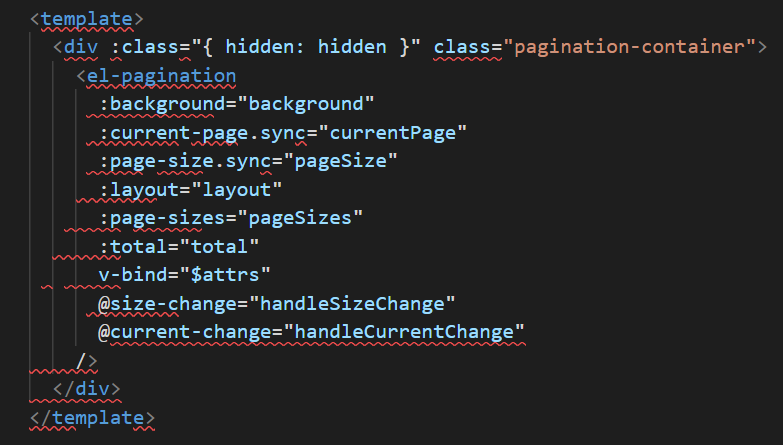 <template>
<div :class="{ hidden: hidden }" class="pagination-container">
<el-pagination
:background="background"
:current-page.sync="currentPage"
:page-size.sync="pageSize"
:layout="layout"
:page-sizes="pageSizes"
:total="total"
v-bind="$attrs"
@size-change="handleSizeChange"
@current-change="handleCurrentChange"
/>
</div>
</template>